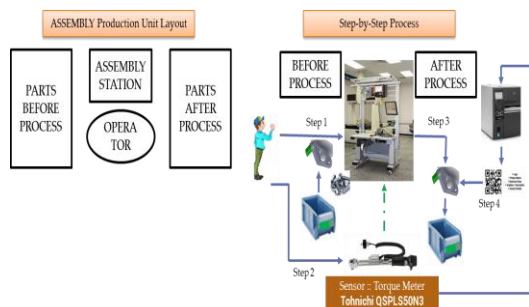 ASSEMBLY Production Unit Layout
PARTS
BEFORE
PROCESS
ASSEMBLY
STATION
OPERA
TOR
PARTS
AFTER
PROCESS
Step-by-Step Process
BEFORE
PROCESS
AFTER
PROCESS
Step 1
Step 3
Step 4
Step 2
Sensor :: Torque Meter
Tohnichi QSPLS50N3